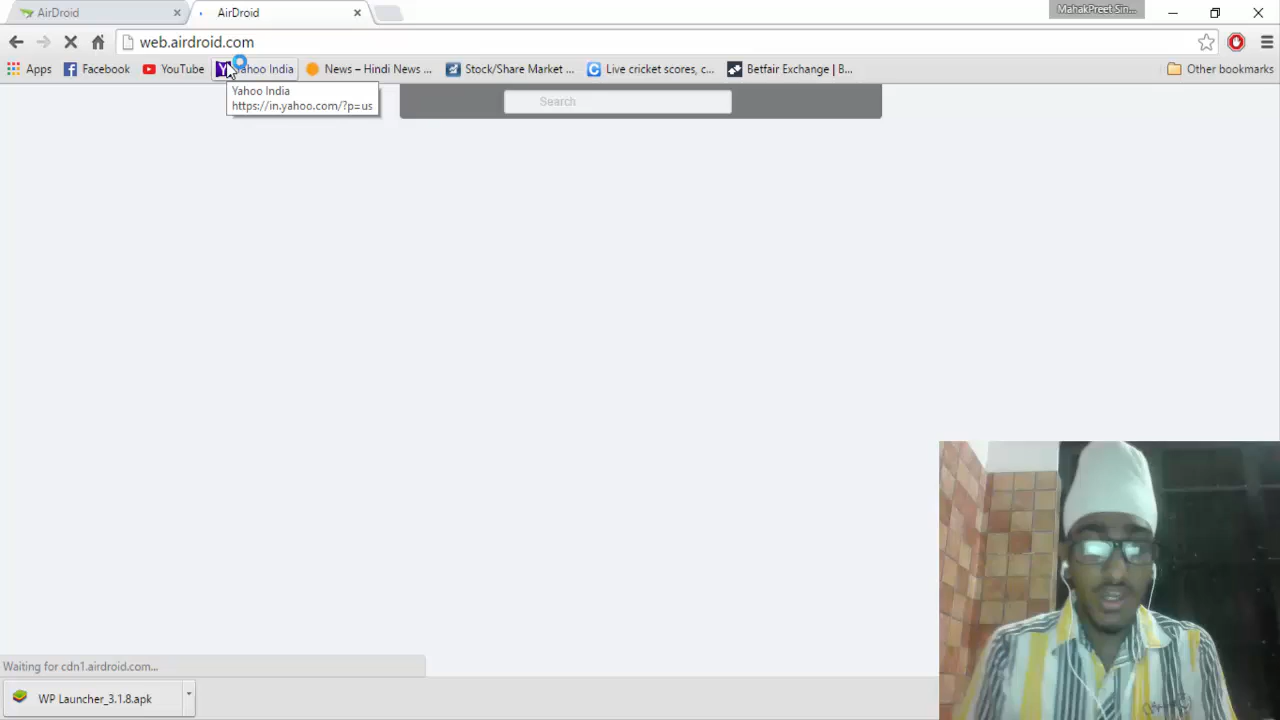 AirDroid
AirDroid
MahakPreet Sin...
web.airdroid.com
Apps
Facebook
YouTube
Yahoo India
News – Hindi News ...
Stock/Share Market ...
Live cricket scores, c...
Betfair Exchange | B...
Other bookmarks
Yahoo India
https://in.yahoo.com/?p=us
Search
Waiting for cdn1.airdroid.com...
WP Launcher_3.1.8.apk